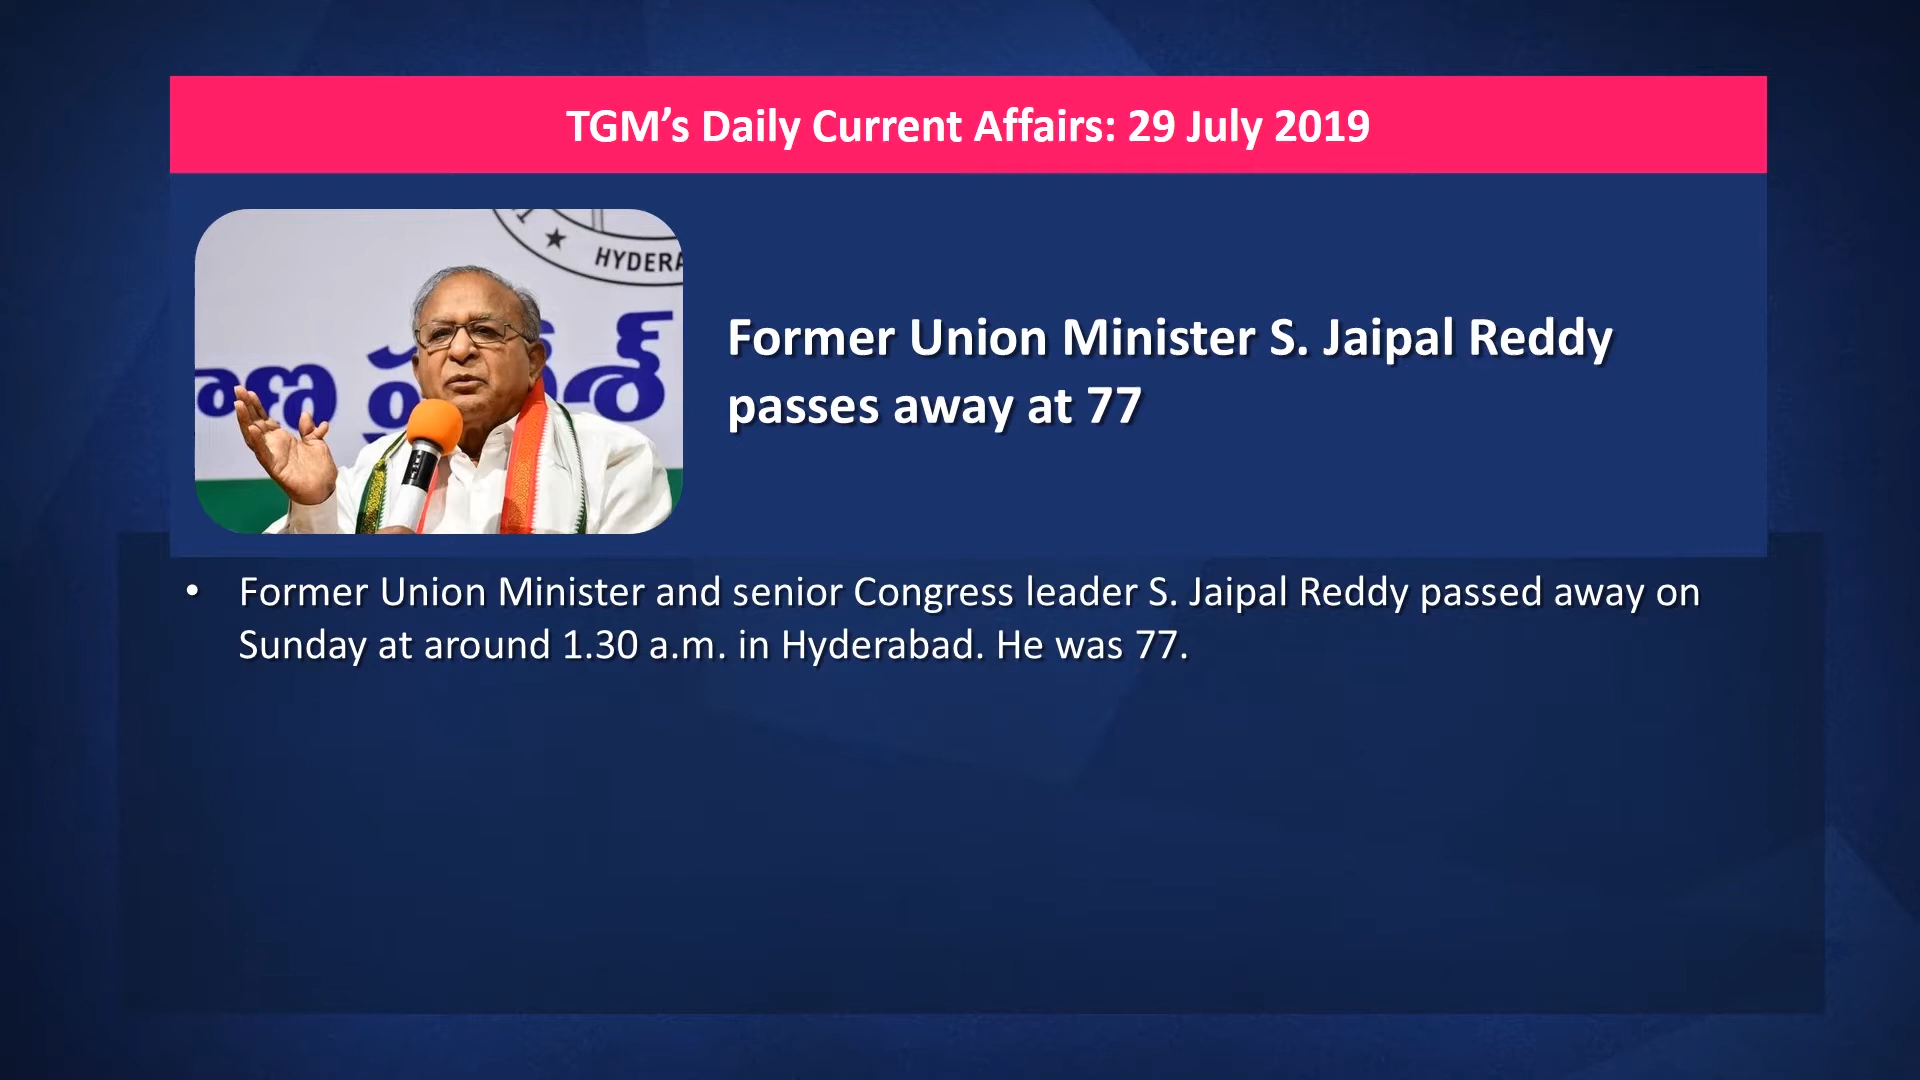 TGM’s Daily Current Affairs: 29 July 2019
HYDERA
Former Union Minister S. Jaipal Reddy
passes away at 77
• Former Union Minister and senior Congress leader S. Jaipal Reddy passed away on
Sunday at around 1.30 a.m. in Hyderabad. He was 77.